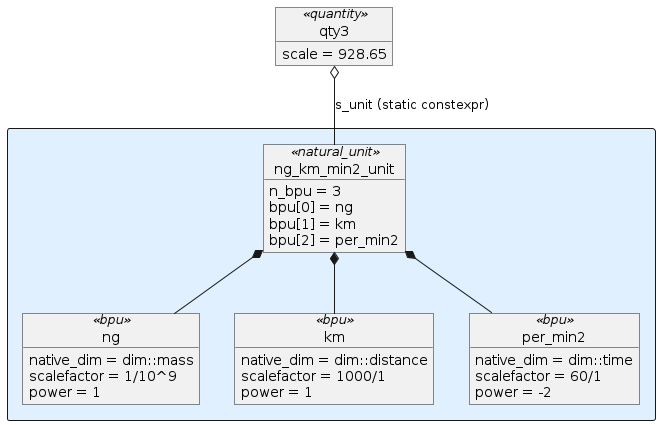 «quantity»
qty3
scale = 928.65
s_unit (static constexpr)
«natural_unit»
ng_km_min2_unit
n_bpu = 3
bpu[0] = ng
bpu[1] = km
bpu[2] = per_min2
«bpu»
ng
native_dim = dim::mass
scalefactor = 1/10^9
power = 1
«bpu»
km
native_dim = dim::distance
scalefactor = 1000/1
power = 1
«bpu»
per_min2
native_dim = dim::time
scalefactor = 60/1
power = -2